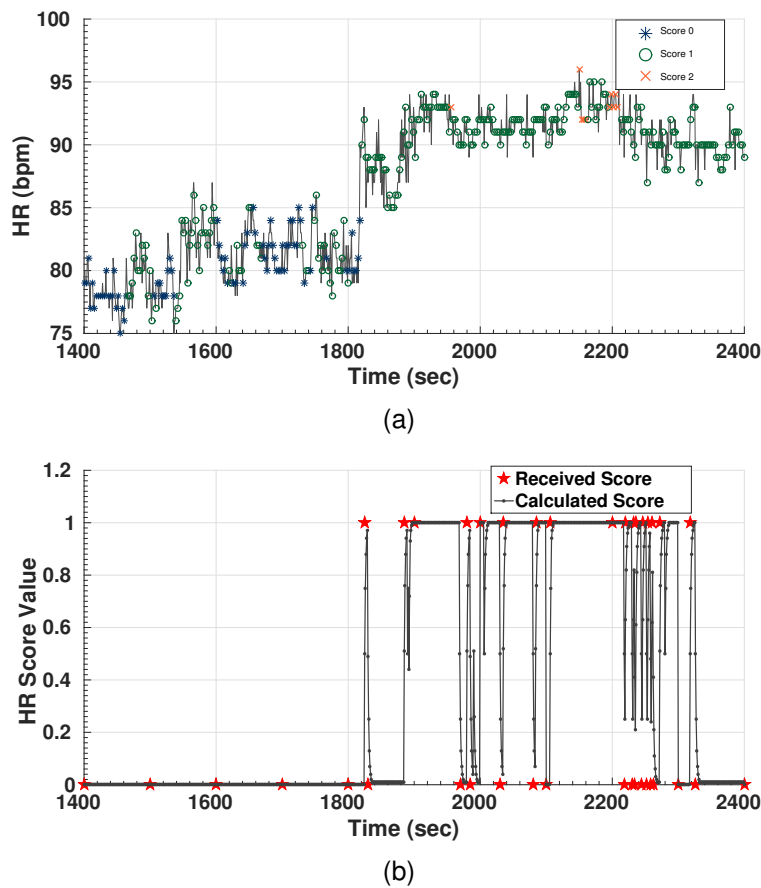 100
95
90
85
80
75
HR (bpm)
Score 0
Score 1
Score 2
1400 1600 1800 2000 2200 2400
Time (sec)
(a)
1.2
1
0.8
0.6
0.4
0.2
0
HR Score Value
Received Score
Calculated Score
1400 1600 1800 2000 2200 2400
Time (sec)
(b)